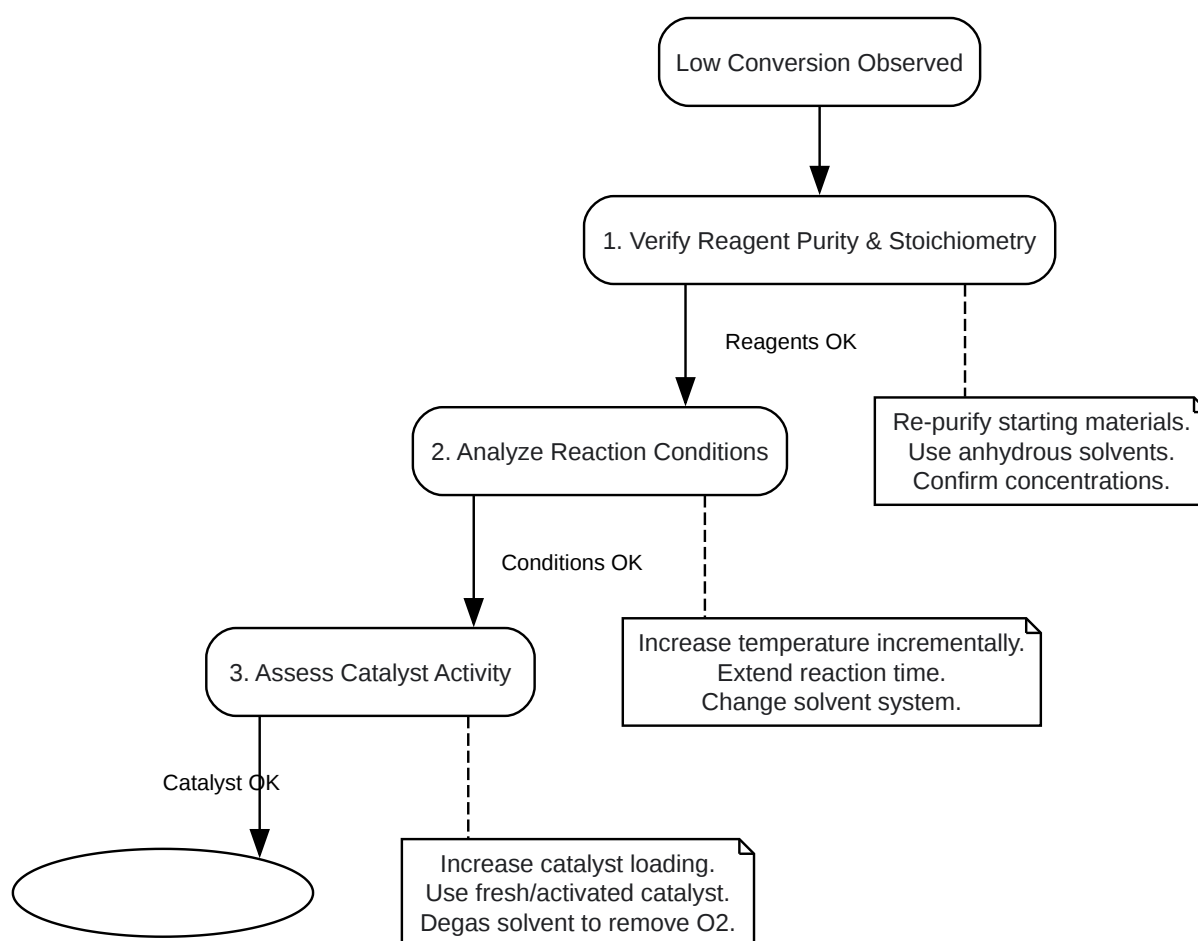 Low Conversion Observed
1. Verify Reagent Purity & Stoichiometry
Reagents OK
Re-purify starting materials.
Use anhydrous solvents.
Confirm concentrations.
2. Analyze Reaction Conditions
Conditions OK
Increase temperature incrementally.
Extend reaction time.
Change solvent system.
3. Assess Catalyst Activity
Catalyst OK
Increase catalyst loading.
Use fresh/activated catalyst.
Degas solvent to remove O2.